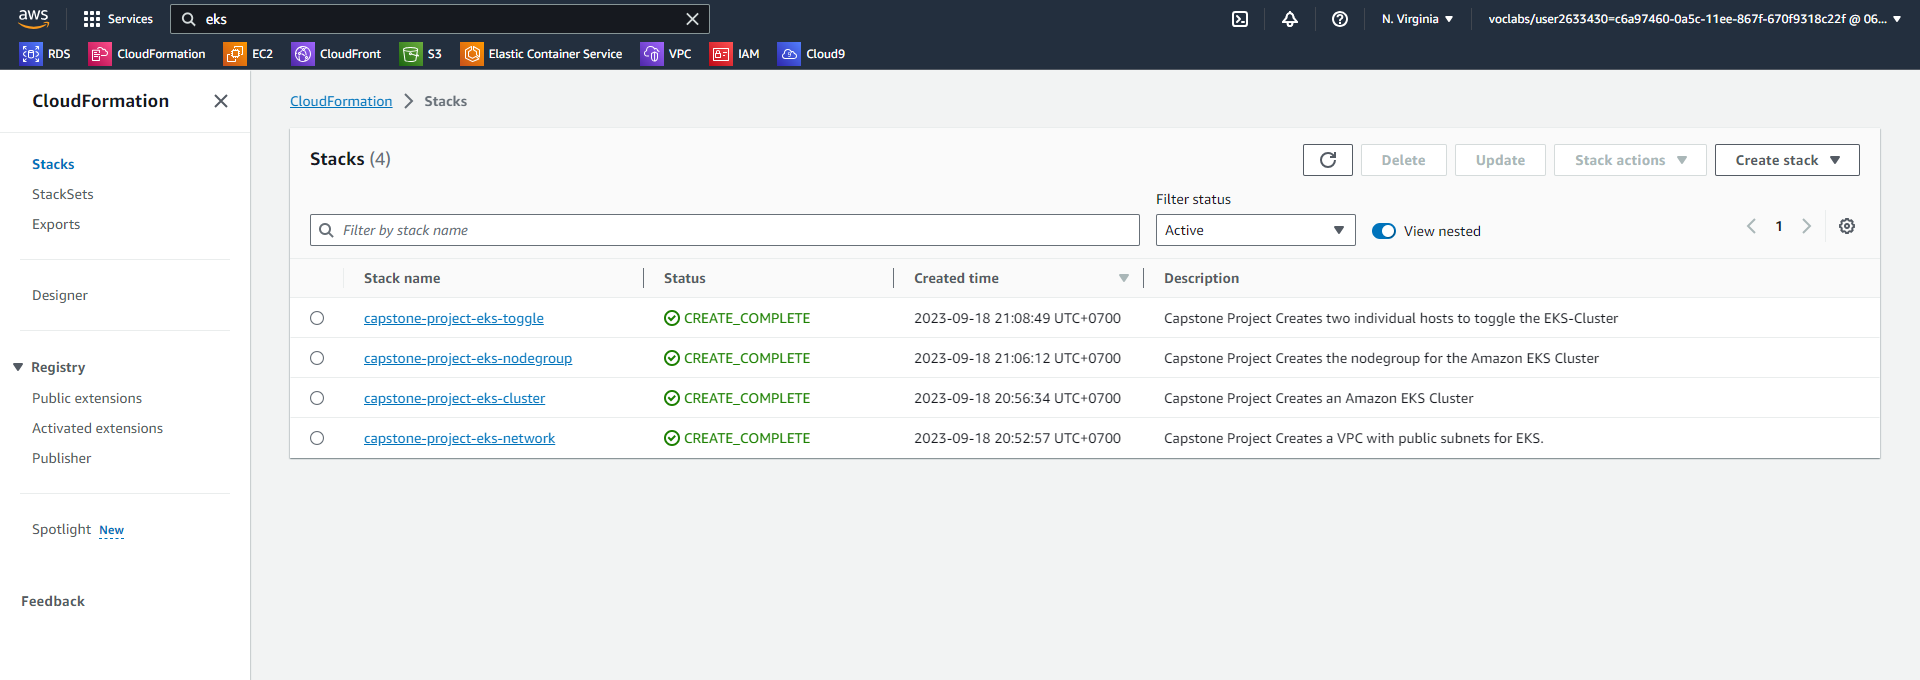 aws Services eks N. Virginia voclabs/user2633430=c6a97460-0a5c-11ee-867f-670f9318c22f @ 06...
RDS CloudFormation EC2 CloudFront S3 Elastic Container Service VPC IAM Cloud9
CloudFormation
Stacks
StackSets
Exports
Designer
Registry
Public extensions
Activated extensions
Publisher
Spotlight New
Feedback
CloudFormation Stacks
Stacks (4) Delete Update Stack actions Create stack
Filter status
Filter by stack name Active View nested 1
Stack name Status Created time Description
capstone-project-eks-toggle CREATE_COMPLETE 2023-09-18 21:08:49 UTC+0700 Capstone Project Creates two individual hosts to toggle the EKS-Cluster
capstone-project-eks-nodegroup CREATE_COMPLETE 2023-09-18 21:06:12 UTC+0700 Capstone Project Creates the nodegroup for the Amazon EKS Cluster
capstone-project-eks-cluster CREATE_COMPLETE 2023-09-18 20:56:34 UTC+0700 Capstone Project Creates an Amazon EKS Cluster
capstone-project-eks-network CREATE_COMPLETE 2023-09-18 20:52:57 UTC+0700 Capstone Project Creates a VPC with public subnets for EKS.